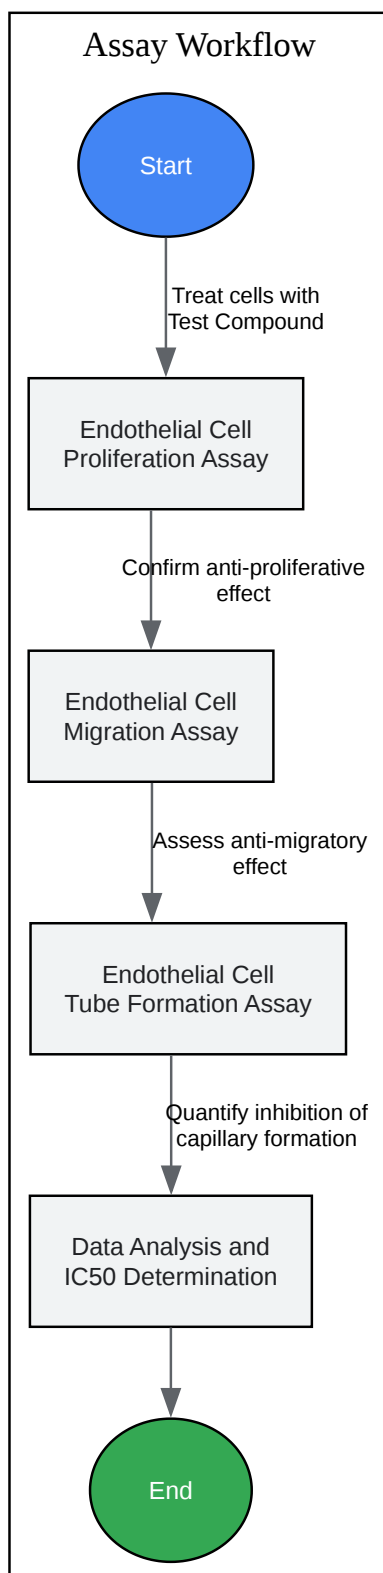 Assay Workflow
Start
Treat cells with
Test Compound
Endothelial Cell
Proliferation Assay
Confirm anti-proliferative
effect
Endothelial Cell
Migration Assay
Assess anti-migratory
effect
Endothelial Cell
Tube Formation Assay
Quantify inhibition of
capillary formation
Data Analysis and
IC50 Determination
End